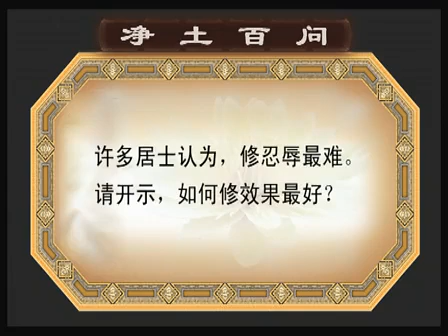 净土百问
许多居士认为，修忍辱最难。
请开示，如何修效果最好？